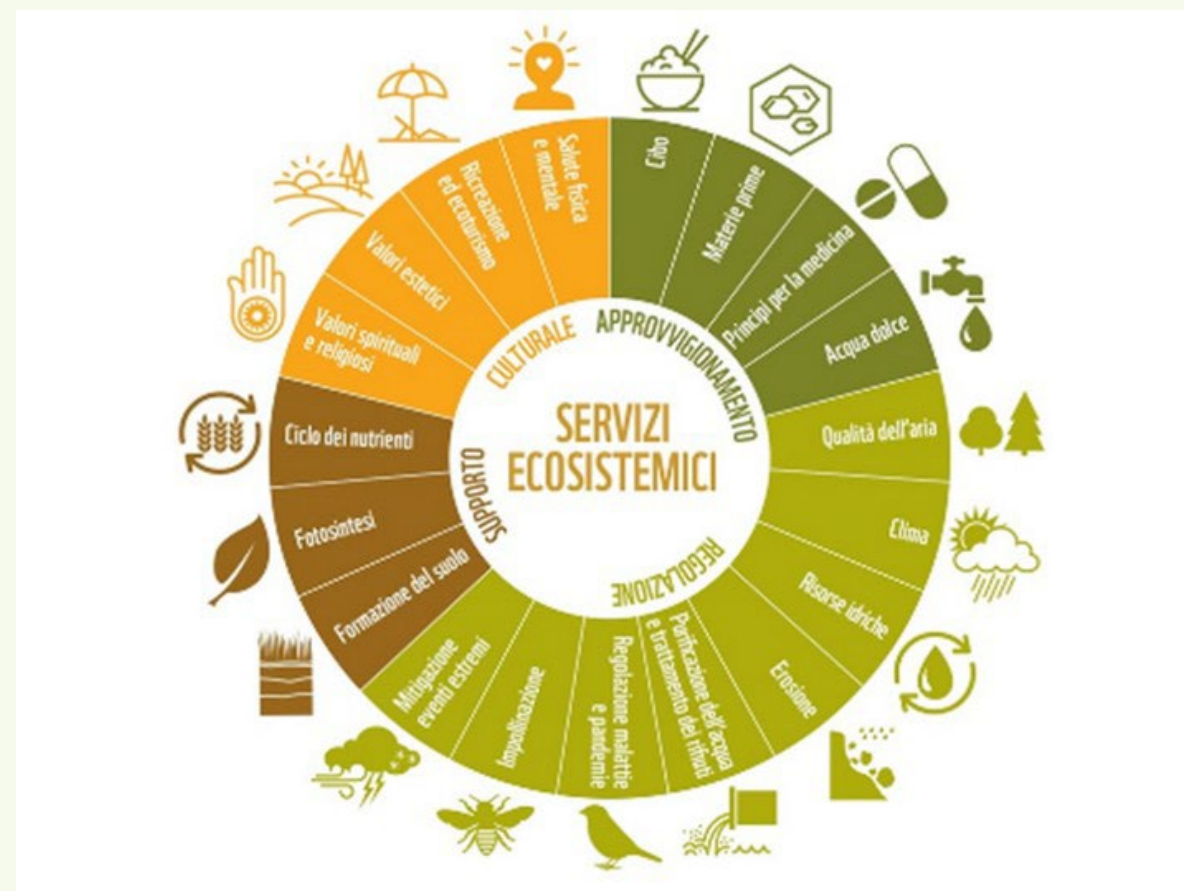 SERVIZI
ECOSISTEMICI
APPROVVIGIONAMENTO
Cibo
Materie prime
Principi per la medicina
Acqua dolce
REGOLAZIONE
Qualità dell'aria
Clima
Risorse idriche
Erosione
Purificazione dell'acqua
e trattamento dei rifiuti
Regolazione malattie
e pandemie
Impollinazione
Mitigazione
eventi estremi
SUPPORTO
Formazione del suolo
Fotosintesi
Ciclo dei nutrienti
CULTURALE
Valori spirituali
e religiosi
Valori estetici
Ricreazione
ed ecoturismo
Salute fisica
e mentale